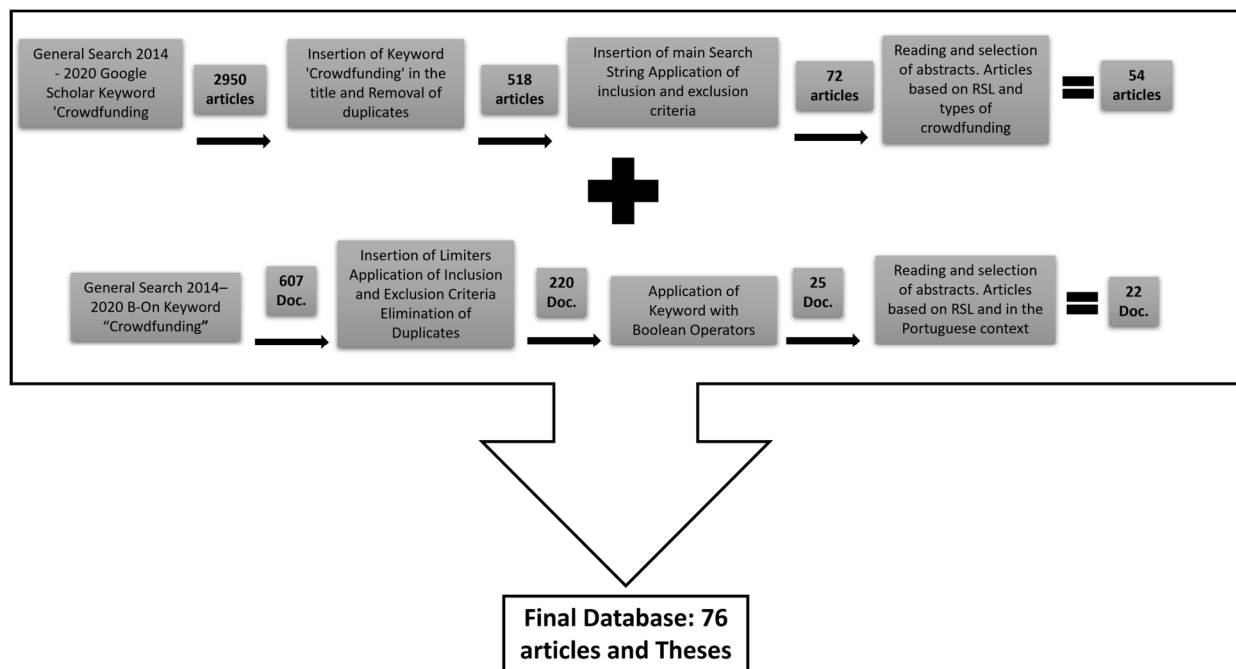 General Search 2014
- 2020 Google
Scholar Keyword
'Crowdfunding
2950
articles
Insertion of Keyword
'Crowdfunding' in the
title and Removal of
duplicates
518
articles
Insertion of main Search
String Application of
inclusion and exclusion
criteria
72
articles
Reading and selection
of abstracts. Articles
based on RSL and
types of
crowdfunding
54
articles
General Search 2014–
2020 B-On Keyword
“Crowdfunding”
607
Doc.
Insertion of Limiters
Application of Inclusion
and Exclusion Criteria
Elimination of
Duplicates
220
Doc.
Application of
Keyword with
Boolean Operators
25
Doc.
Reading and selection
of abstracts. Articles
based on RSL and in the
Portuguese context
22
Doc.
Final Database: 76
articles and Theses